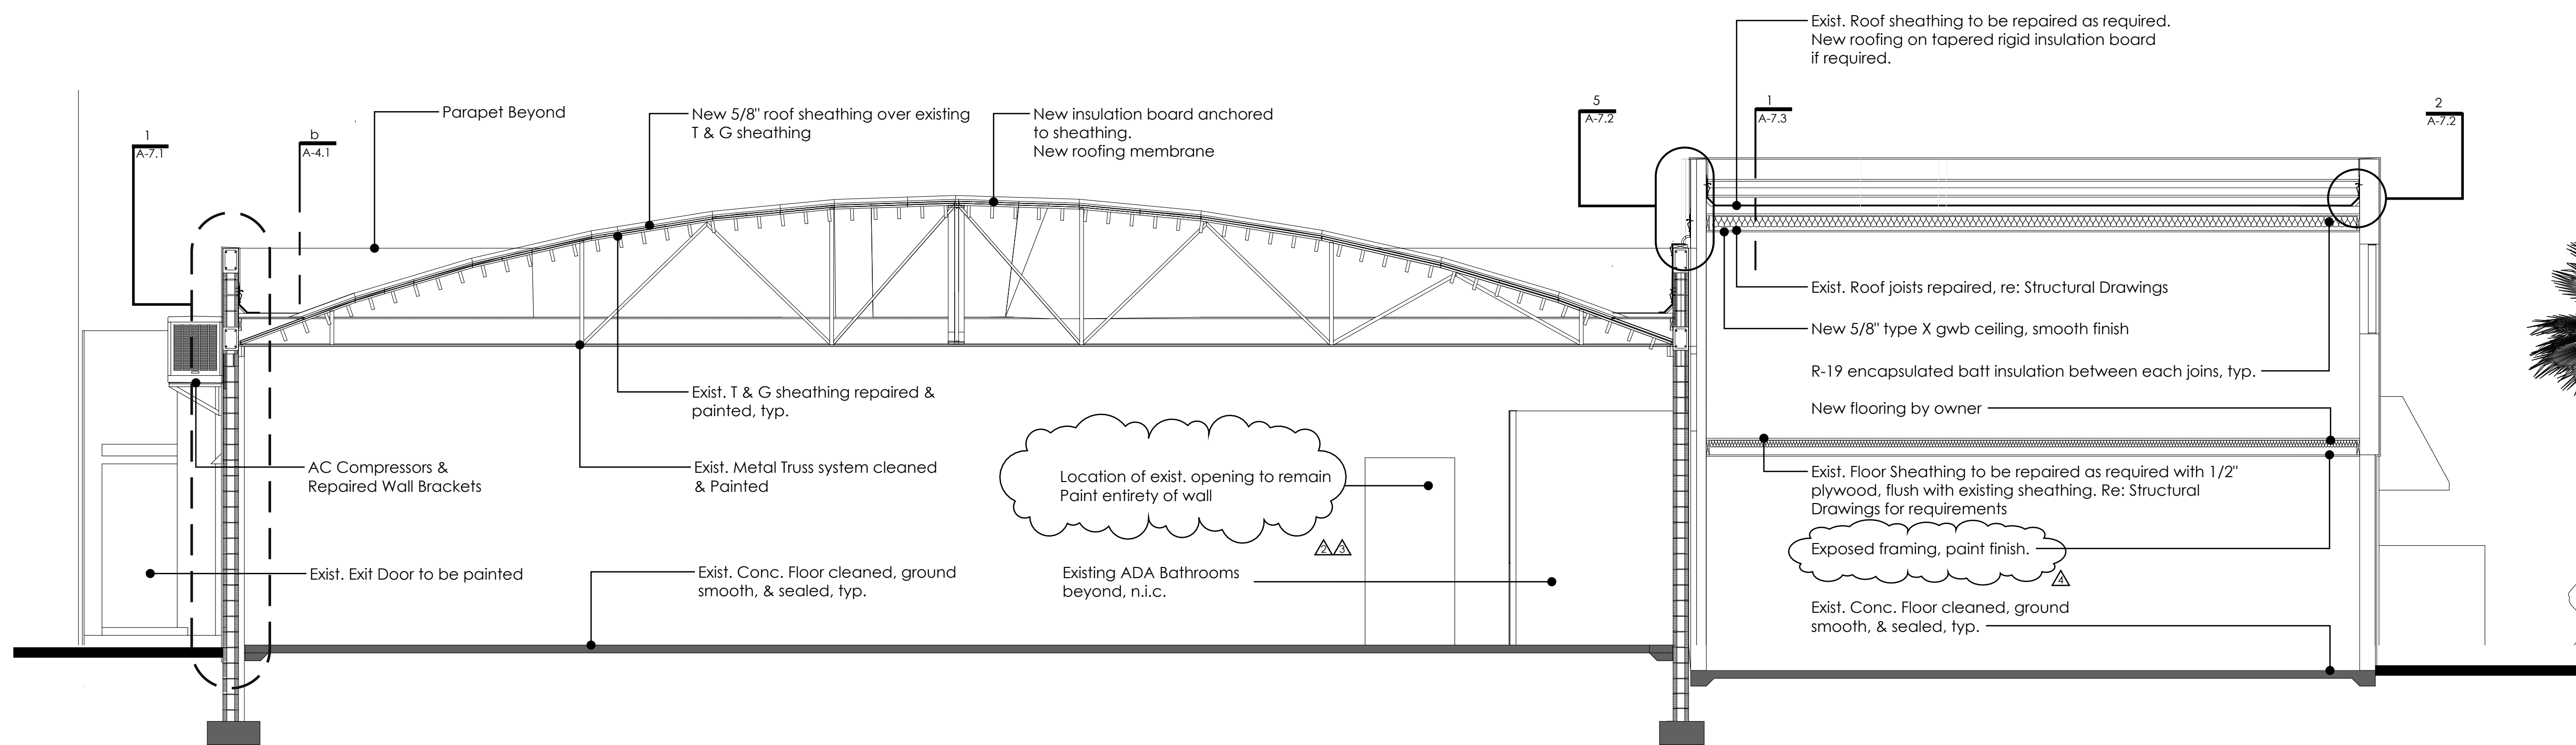 Exist. Roof sheathing to be repaired as required.
New roofing on tapered rigid insulation board
if required.
Parapet Beyond
New 5/8" roof sheathing over existing
T & G sheathing
New insulation board anchored
to sheathing.
New roofing membrane
5
A-7.2
1
A-7.3
2
A-7.2
1
A-7.1
b
A-4.1
Exist. Roof joists repaired, re: Structural Drawings
New 5/8" type X gwb ceiling, smooth finish
R-19 encapsulated batt insulation between each joins, typ.
New flooring by owner
Exist. T & G sheathing repaired &
painted, typ.
AC Compressors &
Repaired Wall Brackets
Exist. Metal Truss system cleaned
& Painted
Location of exist. opening to remain
Paint entirety of wall
2
3
Exist. Floor Sheathing to be repaired as required with 1/2"
plywood, flush with existing sheathing. Re: Structural
Drawings for requirements
Exposed framing, paint finish.
4
Exist. Exit Door to be painted
Exist. Conc. Floor cleaned, ground
smooth, & sealed, typ.
Existing ADA Bathrooms
beyond, n.i.c.
Exist. Conc. Floor cleaned, ground
smooth, & sealed, typ.